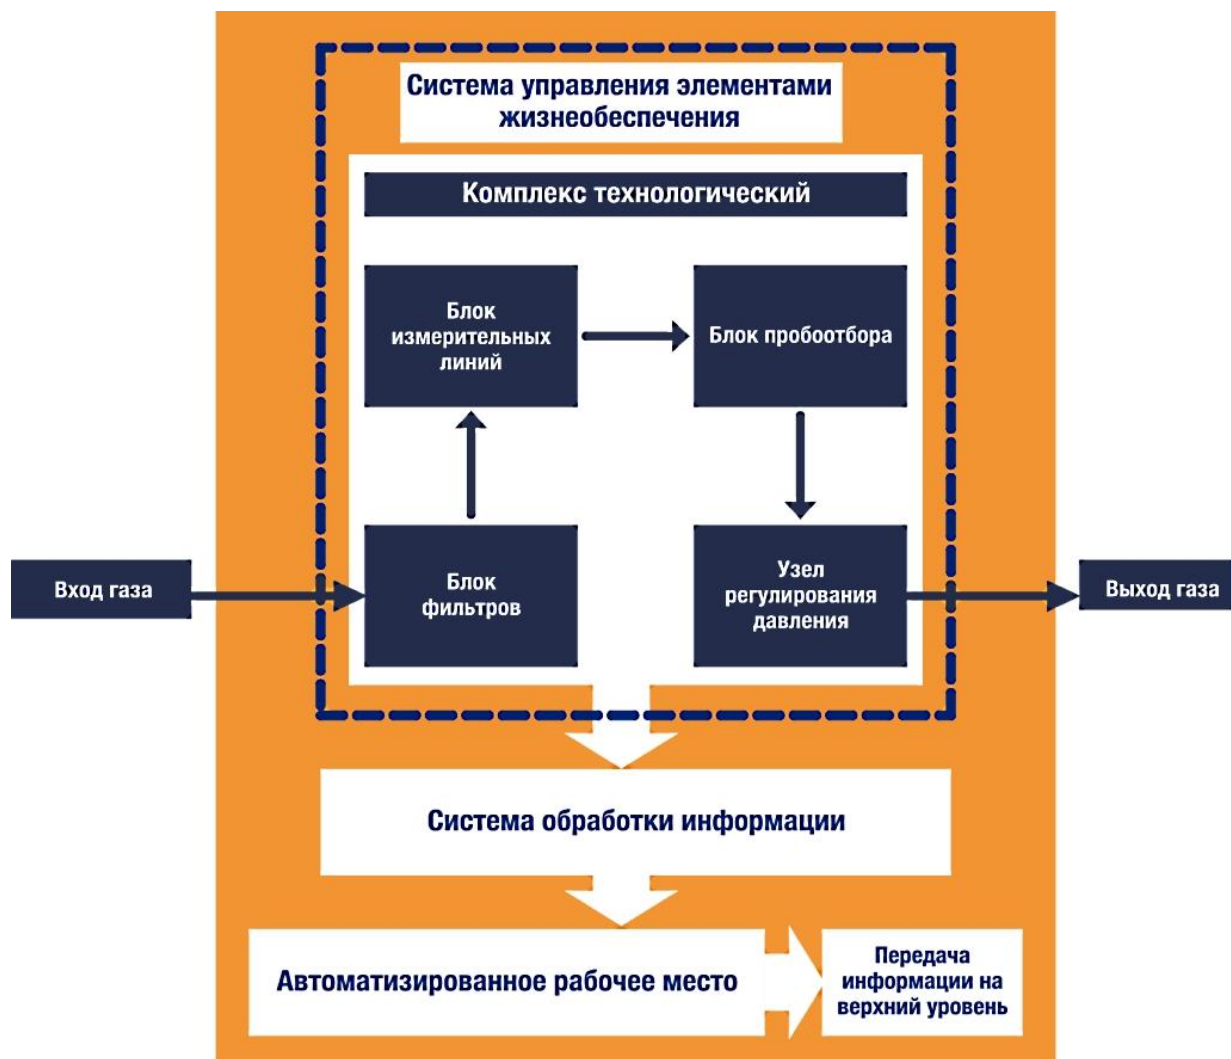 Система управления элементами
жизнеобеспечения
Комплекс технологический
Блок
измерительных
линий
Блок пробоотбора
Вход газа
Блок
фильтров
Узел
регулирования
давления
Выход газа
Система обработки информации
Автоматизированное рабочее место
Передача
информации на
верхний уровень